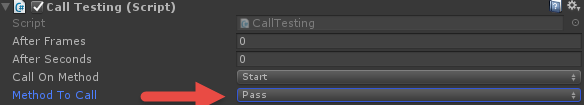 Call Testing (Script)
Script CallTesting
After Frames 0
After Seconds 0
Call On Method Start
Method To Call Pass